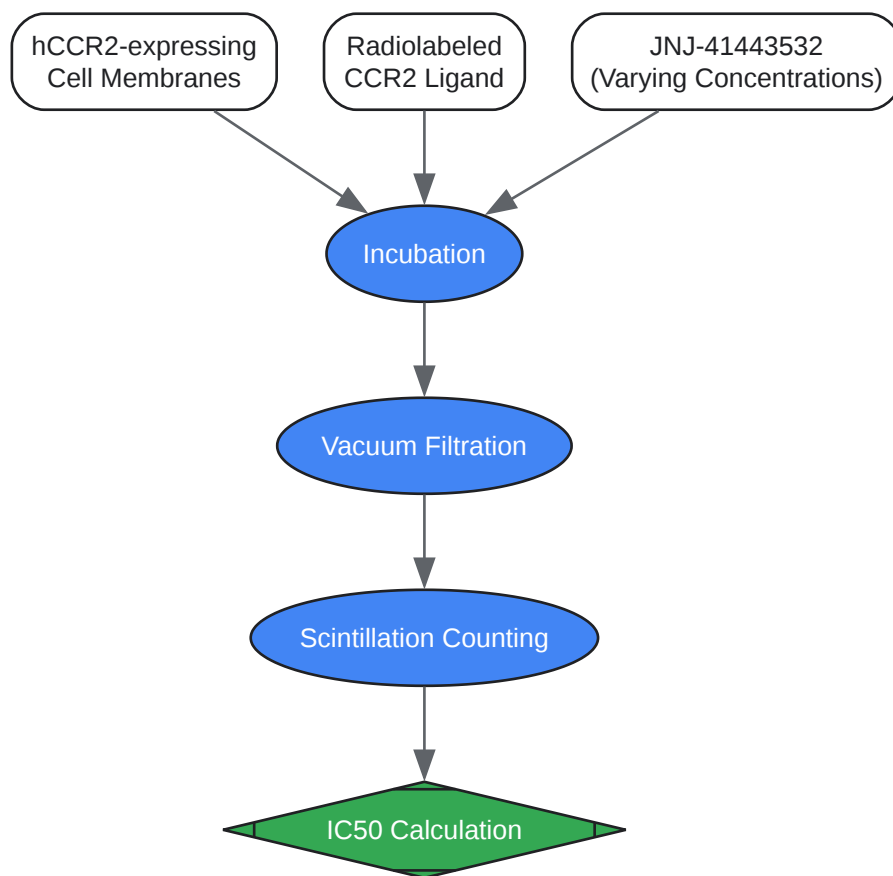 hCCR2-expressing
Cell Membranes
Radiolabeled
CCR2 Ligand
JNJ-41443532
(Varying Concentrations)
Incubation
Vacuum Filtration
Scintillation Counting
IC50 Calculation